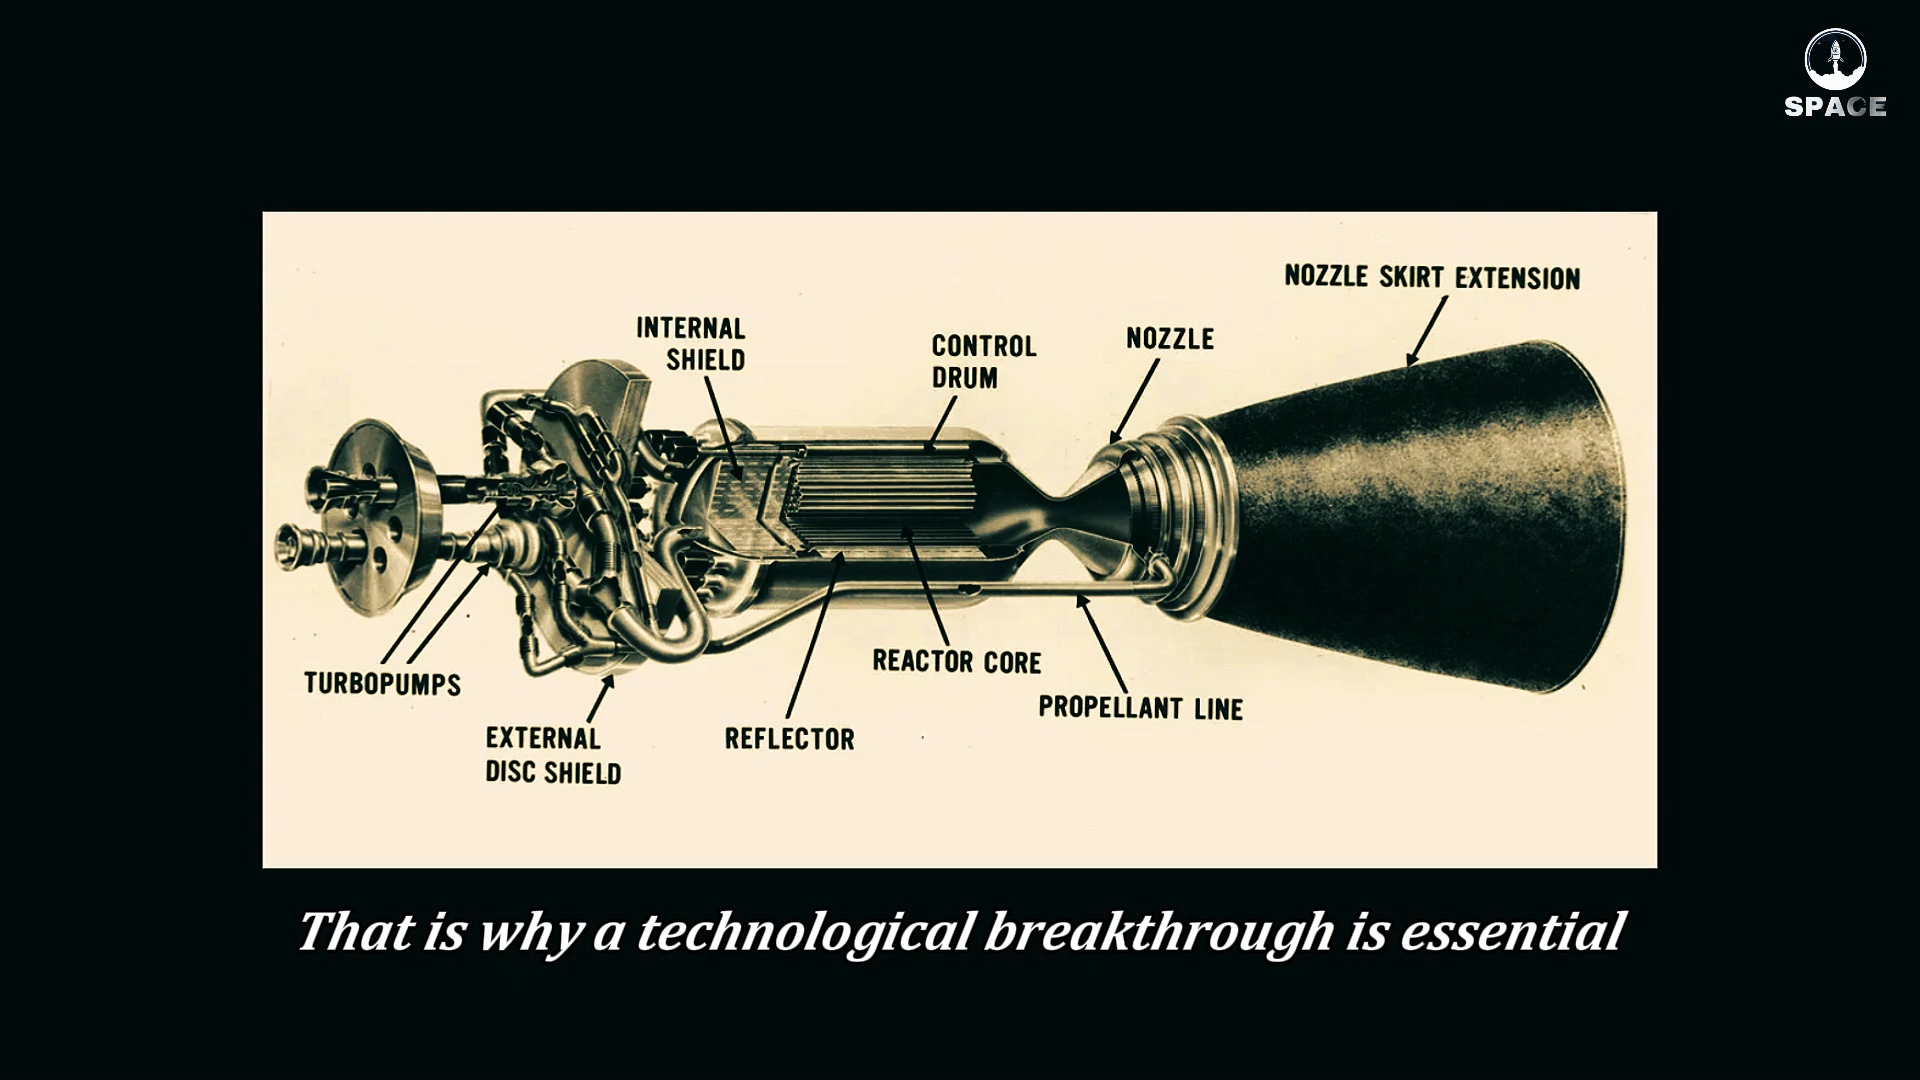 SPACE
NOZZLE SKIRT EXTENSION
INTERNAL
SHIELD
CONTROL
DRUM
NOZZLE
TURBOPUMPS
EXTERNAL
DISC SHIELD
REFLECTOR
REACTOR CORE
PROPELLANT LINE
That is why a technological breakthrough is essential